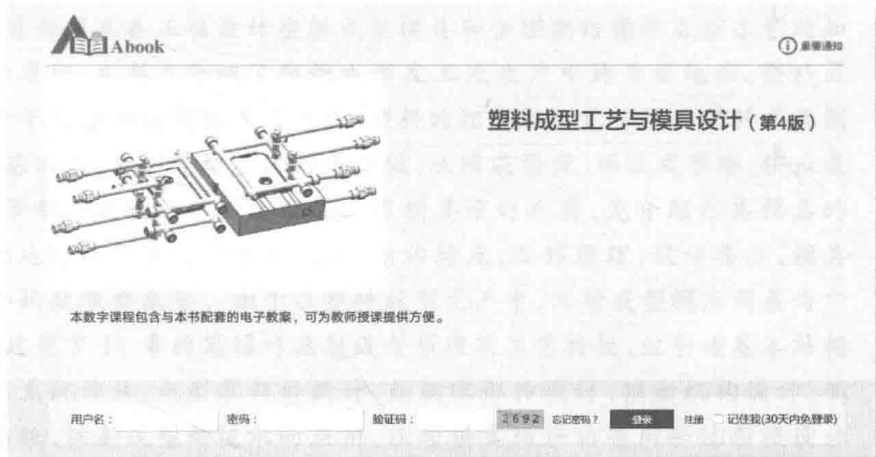 Abook
重要通知
塑料成型工艺与模具设计（第4版）
本数字课程包含与本书配套的电子教案，可为教师授课提供方便。
用户名： 密码： 验证码： 2692 忘记密码？ 登录 注册 记住我(30天内免登录)